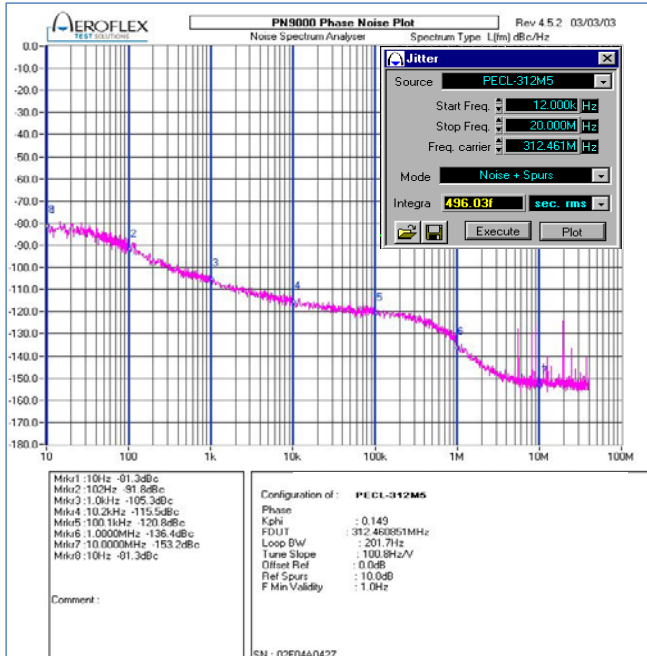 AEROFLEX
TEST SOLUTIONS
PN9000 Phase Noise Plot
Rev 4.5.2 03/03/03
Noise Spectrum Analyser
Spectrum Type L(fm) dBc/Hz
0.0
-10.0
-20.0
-30.0
-40.0
-50.0
-60.0
-70.0
-80.0
-90.0
-100.0
-110.0
-120.0
-130.0
-140.0
-150.0
-160.0
-170.0
-180.0
10
100
1k
10k
100k
1M
10M
100M
2
3
4
5
6
Jitter
Source PECL-312M5
Start Freq. 12.000k Hz
Stop Freq. 20.000M Hz
Freq. carrier 312.461M Hz
Mode Noise + Spurs
Integra 496.03f sec. rms
Execute Plot
Mrkr1 :10Hz -81.3dBc
Mrkr2 :102Hz -91.8dBc
Mrkr3 :1.0kHz -105.3dBc
Mrkr4 :10.2kHz -115.5dBc
Mrkr5 :100.1kHz -120.8dBc
Mrkr6 :1.0000MHz -136.4dBc
Mrkr7 :10.0000MHz -153.2dBc
Mrkr8 :10Hz -81.3dBc
Comment :
Configuration of : PECL-312M5
Phase
Kphi : 0.149
FDUT : 312.460851MHz
Loop BW : 201.7Hz
Tune Slope : 100.8Hz/V
Offset Ref : 0.0dB
Ref Spurs : 10.0dB
F Min Validity : 1.0Hz